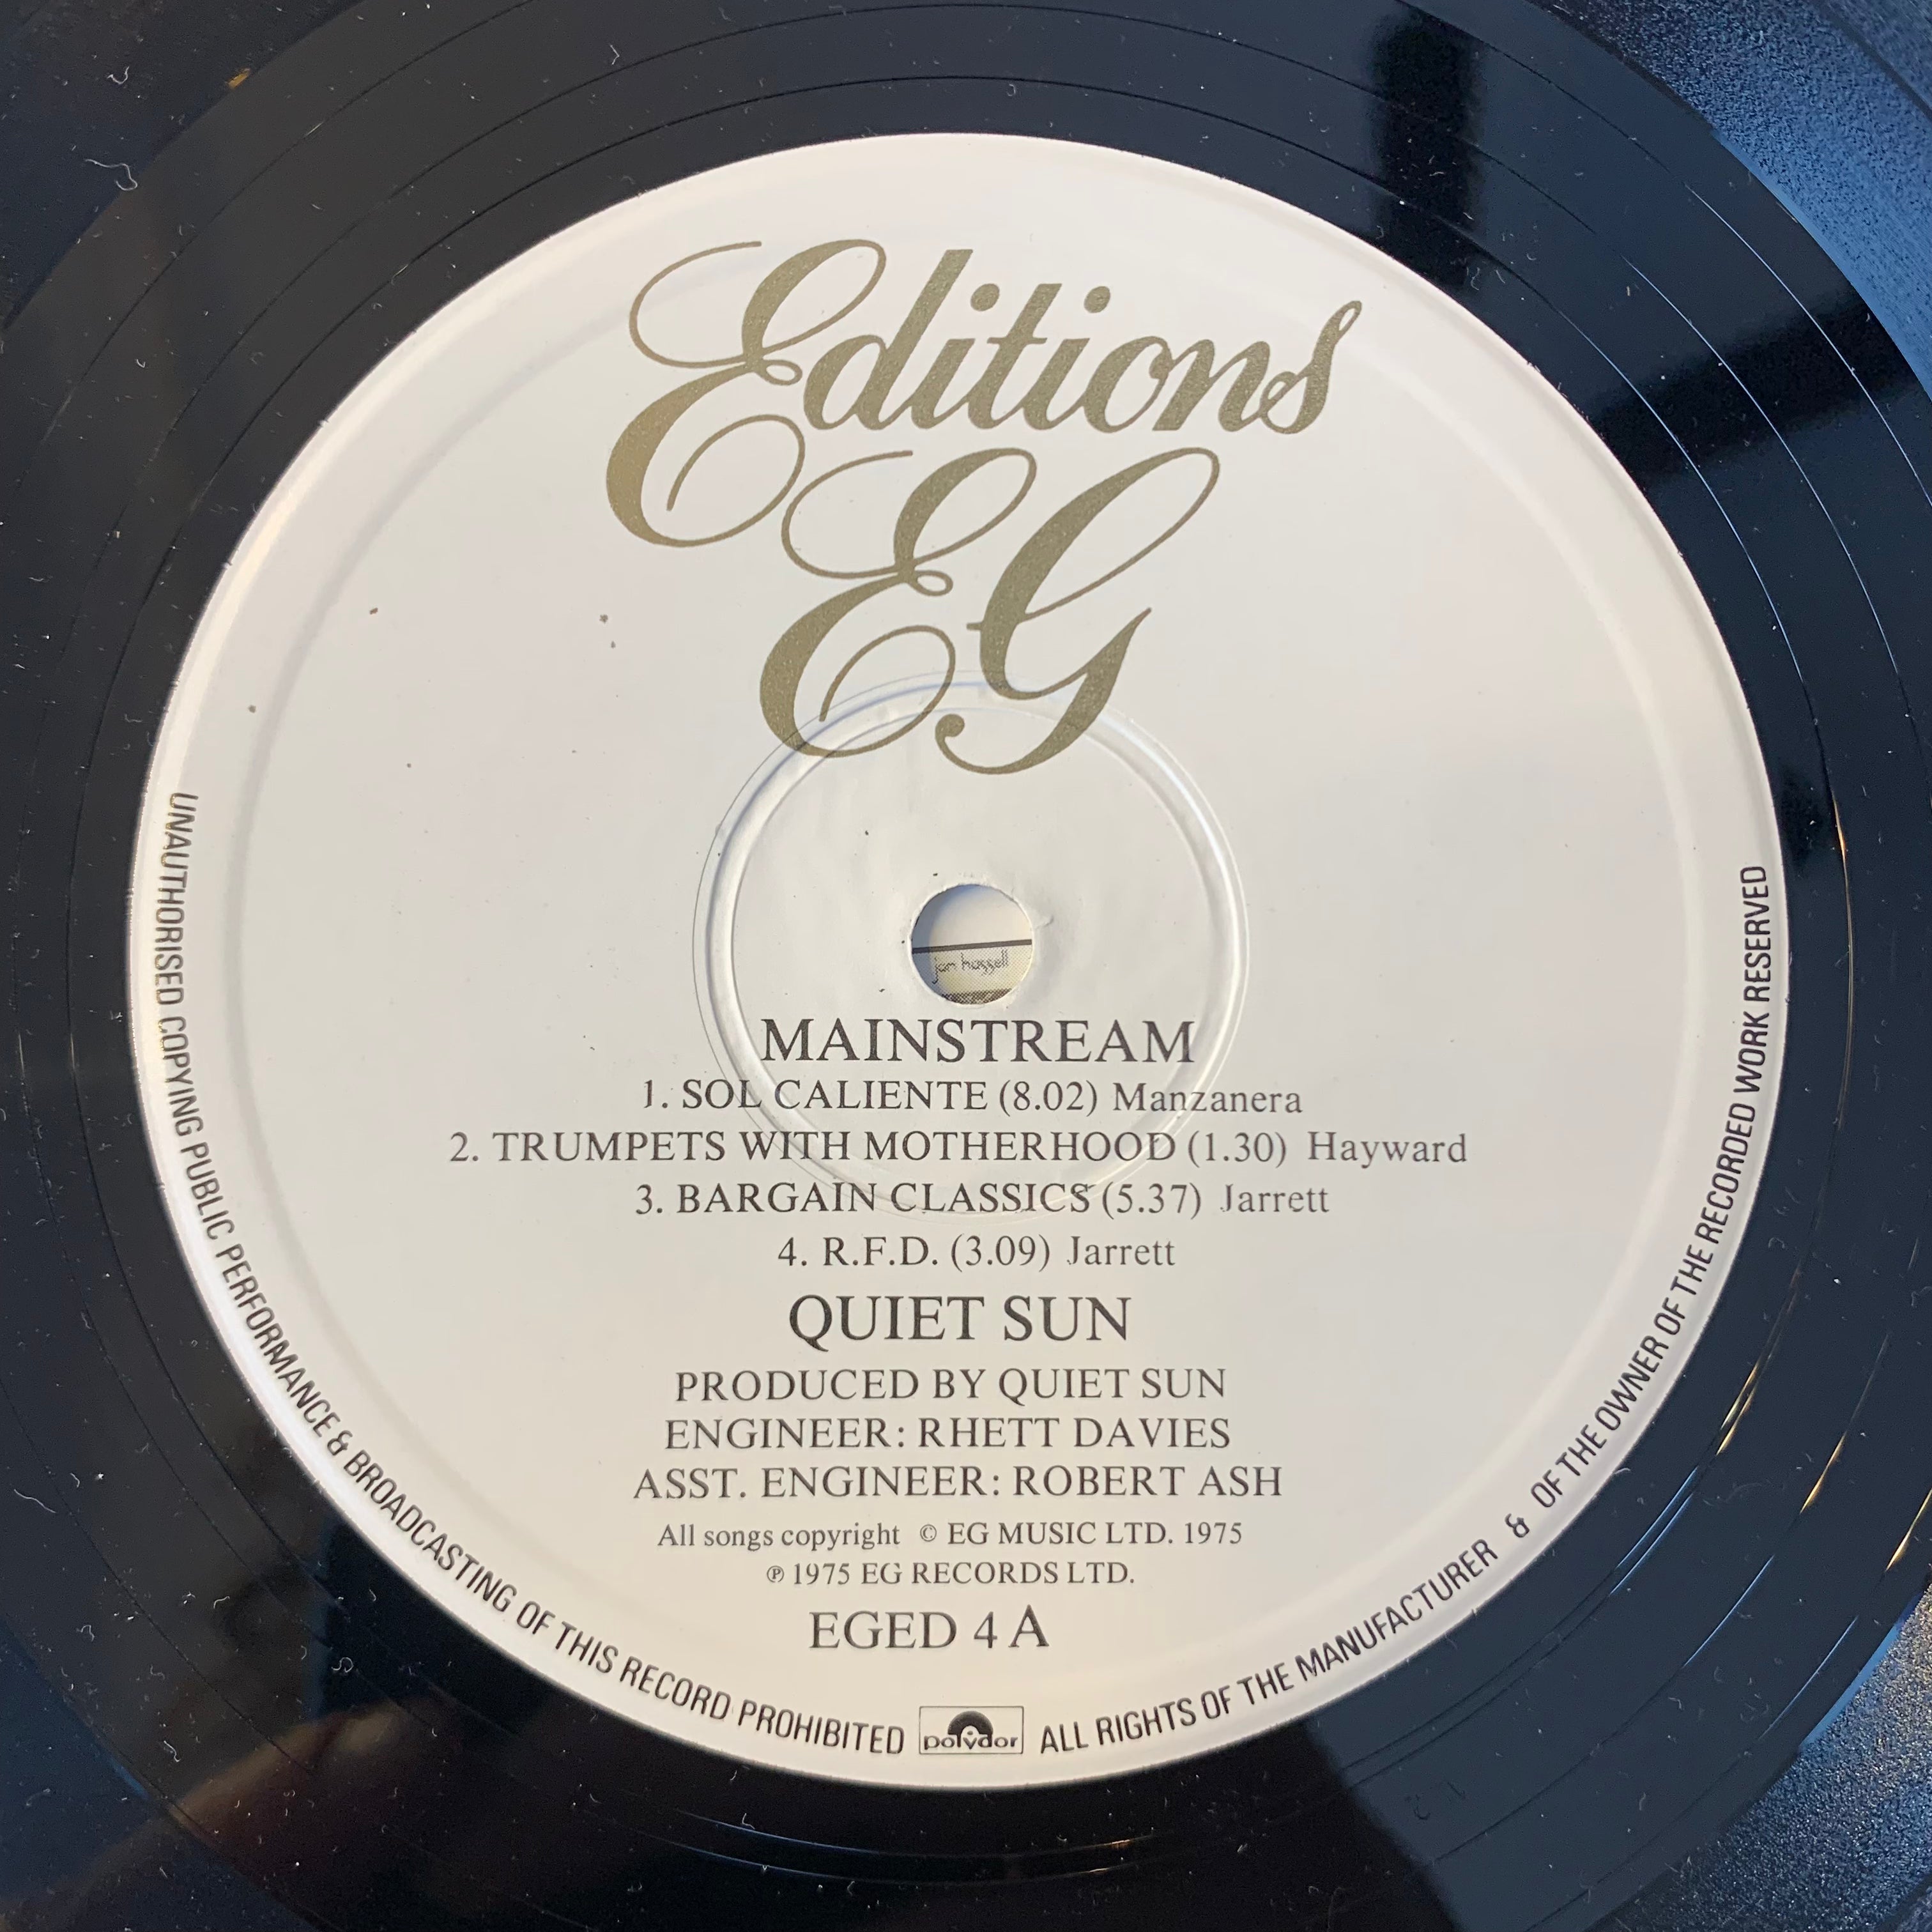 Editions
EG
jon hassell
MAINSTREAM
1. SOL CALIENTE (8.02) Manzanera
2. TRUMPETS WITH MOTHERHOOD (1.30) Hayward
3. BARGAIN CLASSICS (5.37) Jarrett
4. R.F.D. (3.09) Jarrett
QUIET SUN
PRODUCED BY QUIET SUN
ENGINEER: RHETT DAVIES
ASST. ENGINEER: ROBERT ASH
All songs copyright © EG MUSIC LTD. 1975
℗ 1975 EG RECORDS LTD.
EGED 4 A
UNAUTHORISED COPYING PUBLIC PERFORMANCE & BROADCASTING OF THIS RECORD PROHIBITED
polydor
ALL RIGHTS OF THE MANUFACTURER & OF THE OWNER OF THE RECORDED WORK RESERVED